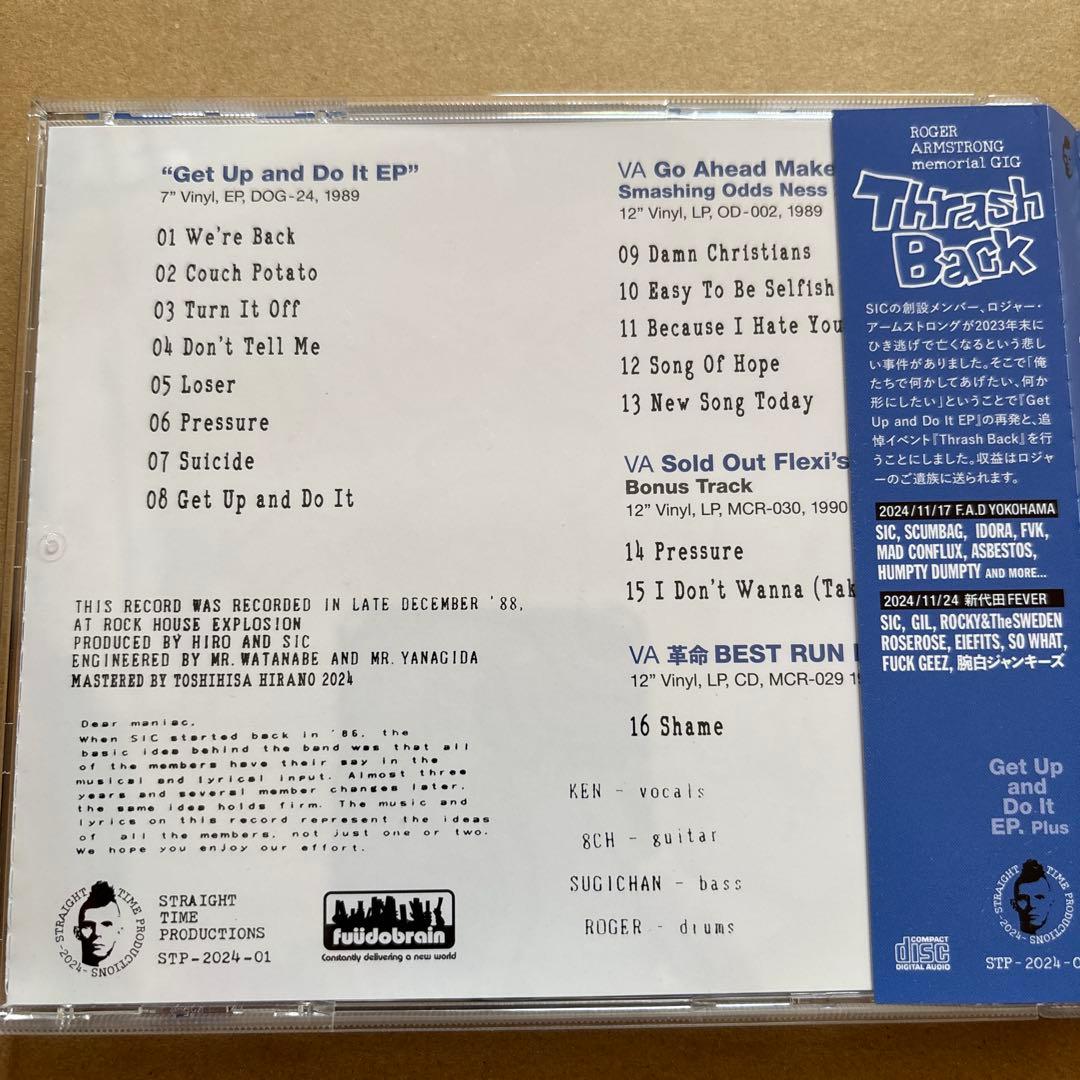 “Get Up and Do It EP”
7” Vinyl, EP, DOG-24, 1989
01 We're Back
02 Couch Potato
03 Turn It Off
04 Don't Tell Me
05 Loser
06 Pressure
07 Suicide
08 Get Up and Do It
THIS RECORD WAS RECORDED IN LATE DECEMBER '88,
AT ROCK HOUSE EXPLOSION
PRODUCED BY HIRO AND SIC
ENGINEERED BY MR. WATANABE AND MR. YANAGIDA
MASTERED BY TOSHIHISA HIRANO 2024
Dear maniac,
When SIC started back in '86, the
basic idea behind the band was that all
of the members have their say in the
musical and lyrical input. Almost three
years and several member changes later,
the same idea holds firm. The music and
lyrics on this record represent the ideas
of all the members, not just one or two.
We hope you enjoy our effort.
STRAIGHT TIME PRODUCTIONS
-2024-
STRAIGHT
TIME
PRODUCTIONS
STP-2024-01
fuüdobrain
Constantly delivering a new world
VA Go Ahead Make
Smashing Odds Ness
12” Vinyl, LP, OD-002, 1989
09 Damn Christians
10 Easy To Be Selfish
11 Because I Hate You
12 Song Of Hope
13 New Song Today
VA Sold Out Flexi's
Bonus Track
12” Vinyl, LP, MCR-030, 1990
14 Pressure
15 I Don't Wanna (Tak
VA 革命 BEST RUN
12” Vinyl, LP, CD, MCR-029
16 Shame
KEN - vocals
8CH - guitar
SUGICHAN - bass
ROGER - drums
ROGER
ARMSTRONG
memorial GIG
Thrash
Back
SICの創設メンバー、ロジャー・
アームストロングが2023年末に
ひき逃げで亡くなるという悲し
い事件がありました。そこで「俺
たちで何かしてあげたい、何か
形にしたい」ということで『Get
Up and Do It EP』の再発と、追
悼イベント『Thrash Back』を行
うことにしました。収益はロジャ
ーのご遺族に送られます。
2024/11/17 F.A.D YOKOHAMA
SIC, SCUMBAG, IDORA, FVK,
MAD CONFLUX, ASBESTOS,
HUMPTY DUMPTY AND MORE...
2024/11/24 新代田FEVER
SIC, GIL, ROCKY&TheSWEDEN
ROSEROSE, EIEFITS, SO WHAT,
FUCK GEEZ, 腕白ジャンキーズ
Get Up
and
Do It
EP. Plus
COMPACT
disc
DIGITAL AUDIO
STRAIGHT TIME PRODUCTIONS
-2024-
STP-2024-0